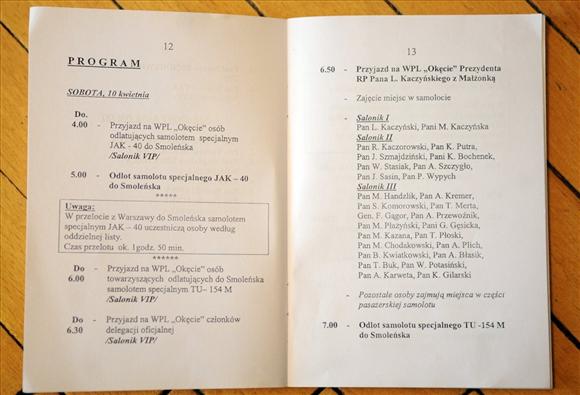 12
PROGRAM
SOBOTA, 10 kwietnia
Do.
4.00 - Przyjazd na WPL „Okęcie” osób
odlatujących samolotem specjalnym
JAK - 40 do Smoleńska
/Salonik VIP/
5.00 - Odlot samolotu specjalnego JAK – 40
do Smoleńska
*****
Uwaga:
W przelocie z Warszawy do Smoleńska samolotem
specjalnym JAK – 40 uczestniczą osoby według
oddzielnej listy.
Czas przelotu ok. 1godz. 50 min.
******
Do - Przyjazd na WPL „Okęcie” osób
6.00 towarzyszących odlatujących do Smoleńska
samolotem specjalnym TU– 154 M
/Salonik VIP/
Do - Przyjazd na WPL „Okęcie” członków
6.30 delegacji oficjalnej
/Salonik VIP/
13
6.50 - Przyjazd na WPL „Okęcie” Prezydenta
RP Pana L. Kaczyńskiego z Małżonką
- Zajęcie miejsc w samolocie
- Salonik I
Pan L. Kaczyński, Pani M. Kaczyńska
Salonik II
Pan R. Kaczorowski, Pan K. Putra,
Pan J. Szmajdziński, Pani K. Bochenek,
Pan W. Stasiak, Pan A. Szczygło,
Pan J. Sasin, Pan P. Wypych
Salonik III
Pan M. Handzlik, Pan A. Kremer,
Pan S. Komorowski, Pan T. Merta,
Gen. F. Gągor, Pan A. Przewoźnik,
Pan M. Płażyński, Pani G. Gęsicka,
Pan M. Kazana, Pan T. Płoski,
Pan M. Chodakowski, Pan A. Plich,
Pan B. Kwiatkowski, Pan A. Błasik,
Pan T. Buk, Pan W. Potasiński,
Pan A. Karweta, Pan K. Gilarski
- Pozostałe osoby zajmują miejsca w części
pasażerskiej samolotu
7.00 - Odlot samolotu specjalnego TU -154 M
do Smoleńska